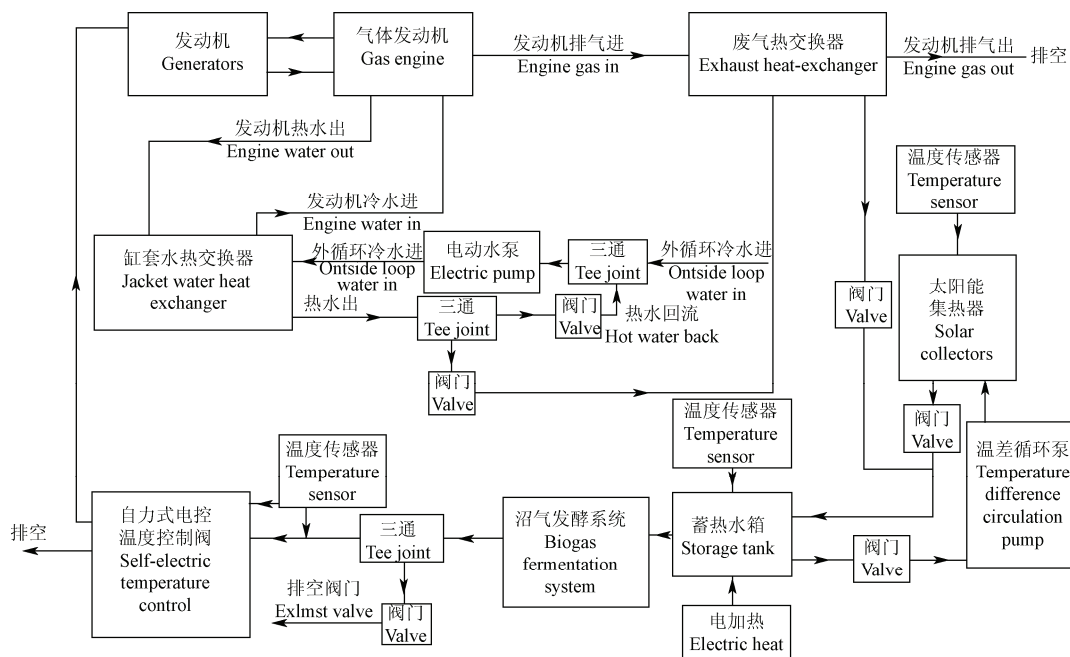 发动机
Generators
气体发动机
Gas engine
发动机排气进
Engine gas in
废气热交换器
Exhaust heat-exchanger
发动机排气出
Engine gas out
排空
发动机热水出
Engine water out
温度传感器
Temperature
sensor
发动机冷水进
Engine water in
缸套水热交换器
Jacket water heat
exchanger
外循环冷水进
Ontside loop
water in
电动水泵
Electric pump
三通
Tee joint
外循环冷水进
Ontside loop
water in
热水出
三通
Tee joint
阀门
Valve
热水回流
Hot water back
阀门
Valve
太阳能
集热器
Solar
collectors
阀门
Valve
阀门
Valve
温度传感器
Temperature
sensor
温差循环泵
Temperature
difference
circulation
pump
温度传感器
Temperature
sensor
排空
自力式电控
温度控制阀
Self-electric
temperature
control
三通
Tee joint
沼气发酵系统
Biogas
fermentation
system
蓄热水箱
Storage tank
阀门
Valve
排空阀门
Exlmst valve
阀门
Valve
电加热
Electric heat